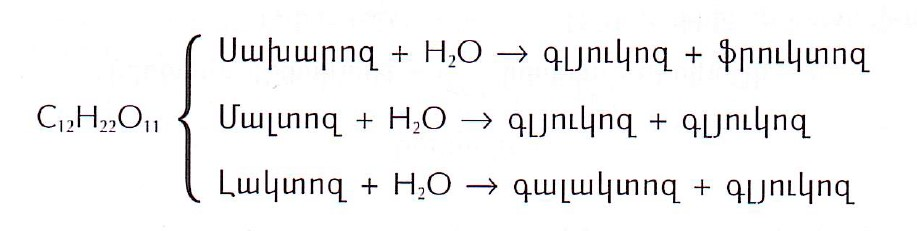 Սախարոզ + H₂O → գլյուկոզ + ֆրուկտոզ
C₁₂H₂₂O₁₁ { Մալտոզ + H₂O → գլյուկոզ + գլյուկոզ
Լակտոզ + H₂O → գալակտոզ + գլյուկոզ